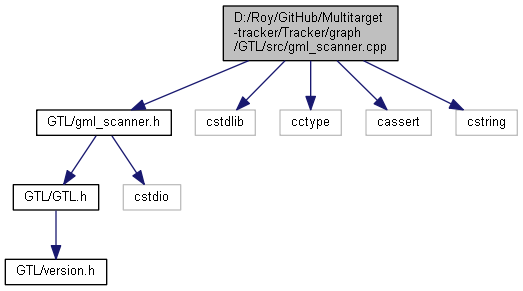 D:/Roy/GitHub/Multitarget
-tracker/Tracker/graph
/GTL/src/gml_scanner.cpp
GTL/gml_scanner.h
cstdlib
cctype
cassert
cstring
GTL/GTL.h
cstdio
GTL/version.h